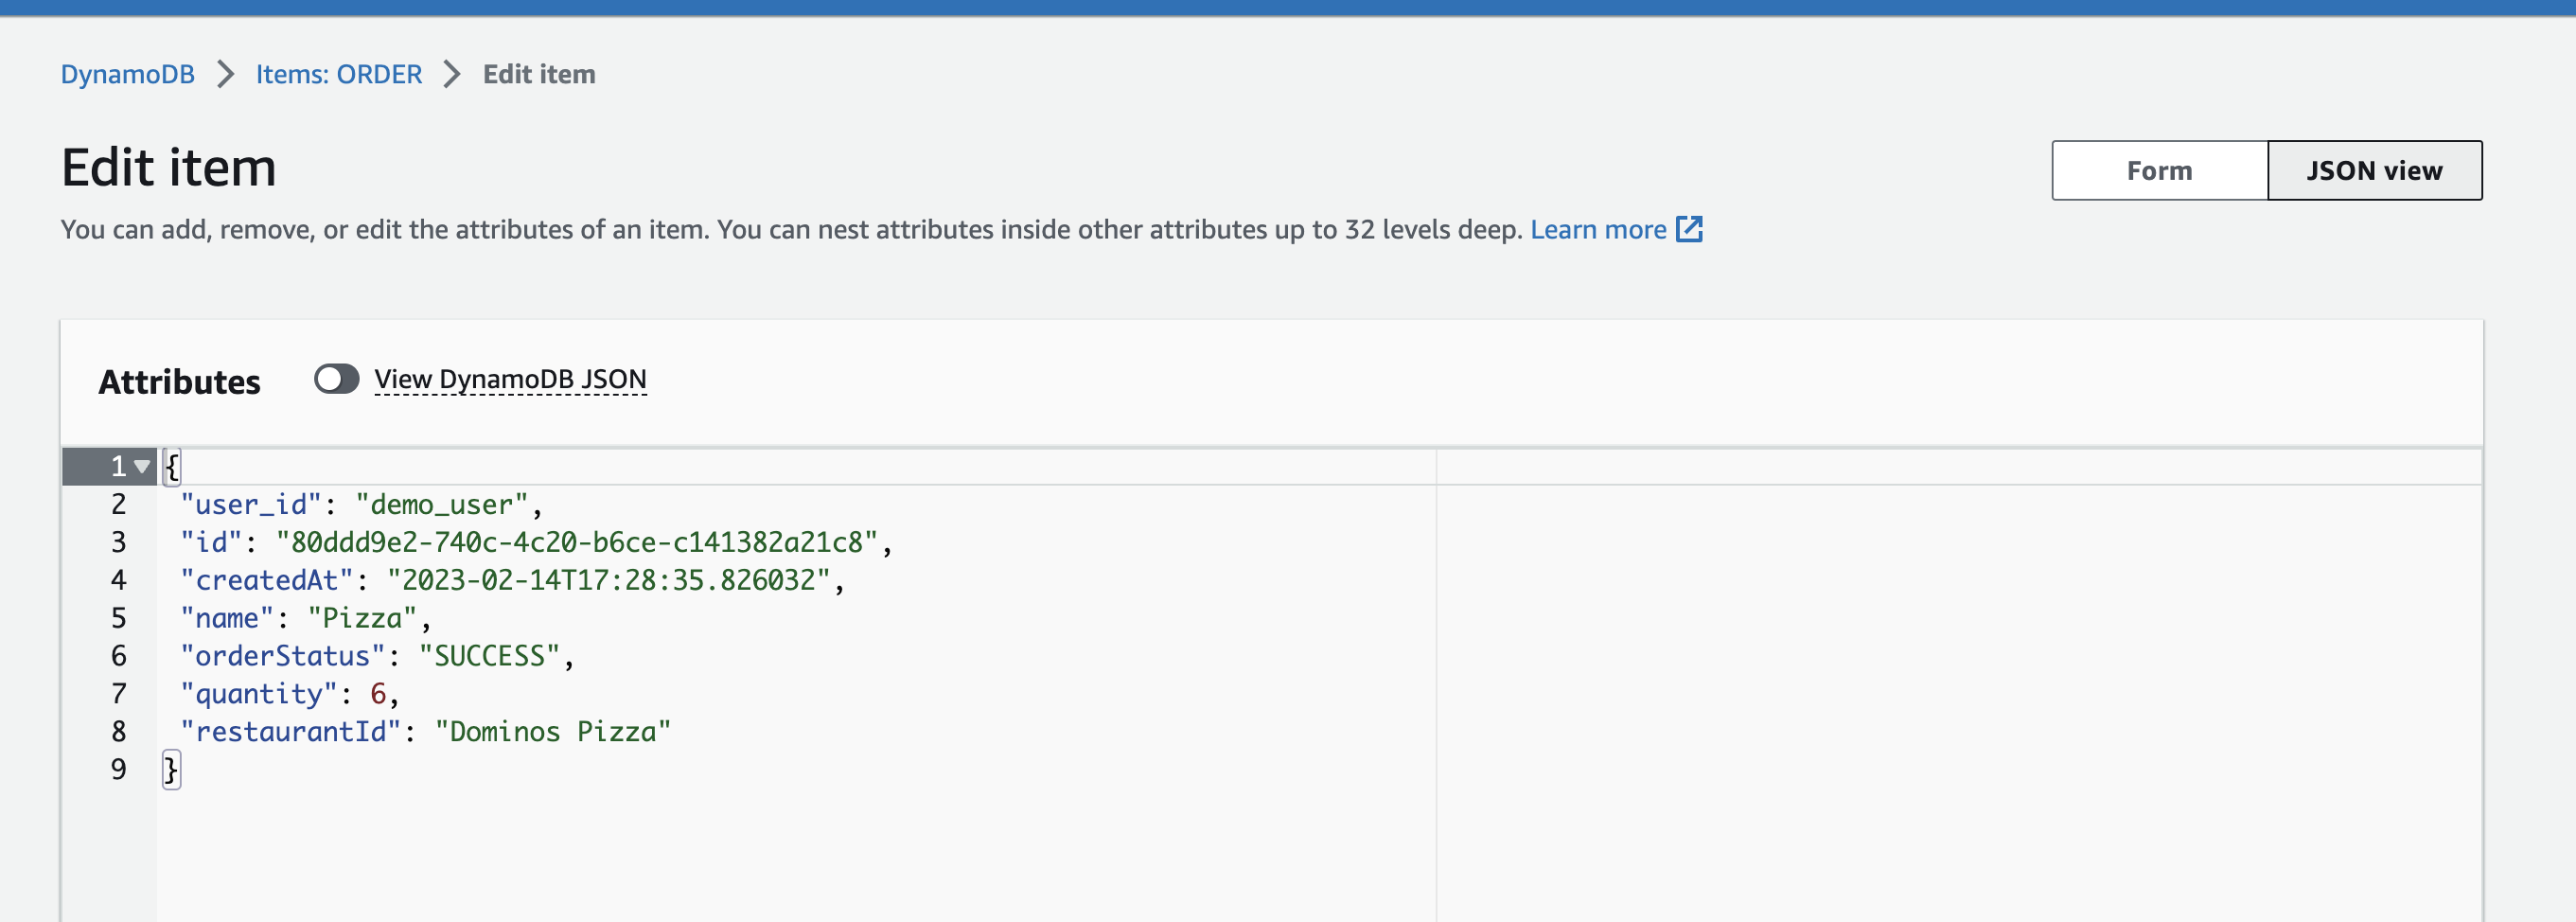 DynamoDB > Items: ORDER > Edit item
Edit item
Form
JSON view
You can add, remove, or edit the attributes of an item. You can nest attributes inside other attributes up to 32 levels deep. Learn more
Attributes
View DynamoDB JSON
1 {
2 "user_id": "demo_user",
3 "id": "80ddd9e2-740c-4c20-b6ce-c141382a21c8",
4 "createdAt": "2023-02-14T17:28:35.826032",
5 "name": "Pizza",
6 "orderStatus": "SUCCESS",
7 "quantity": 6,
8 "restaurantId": "Dominos Pizza"
9 }